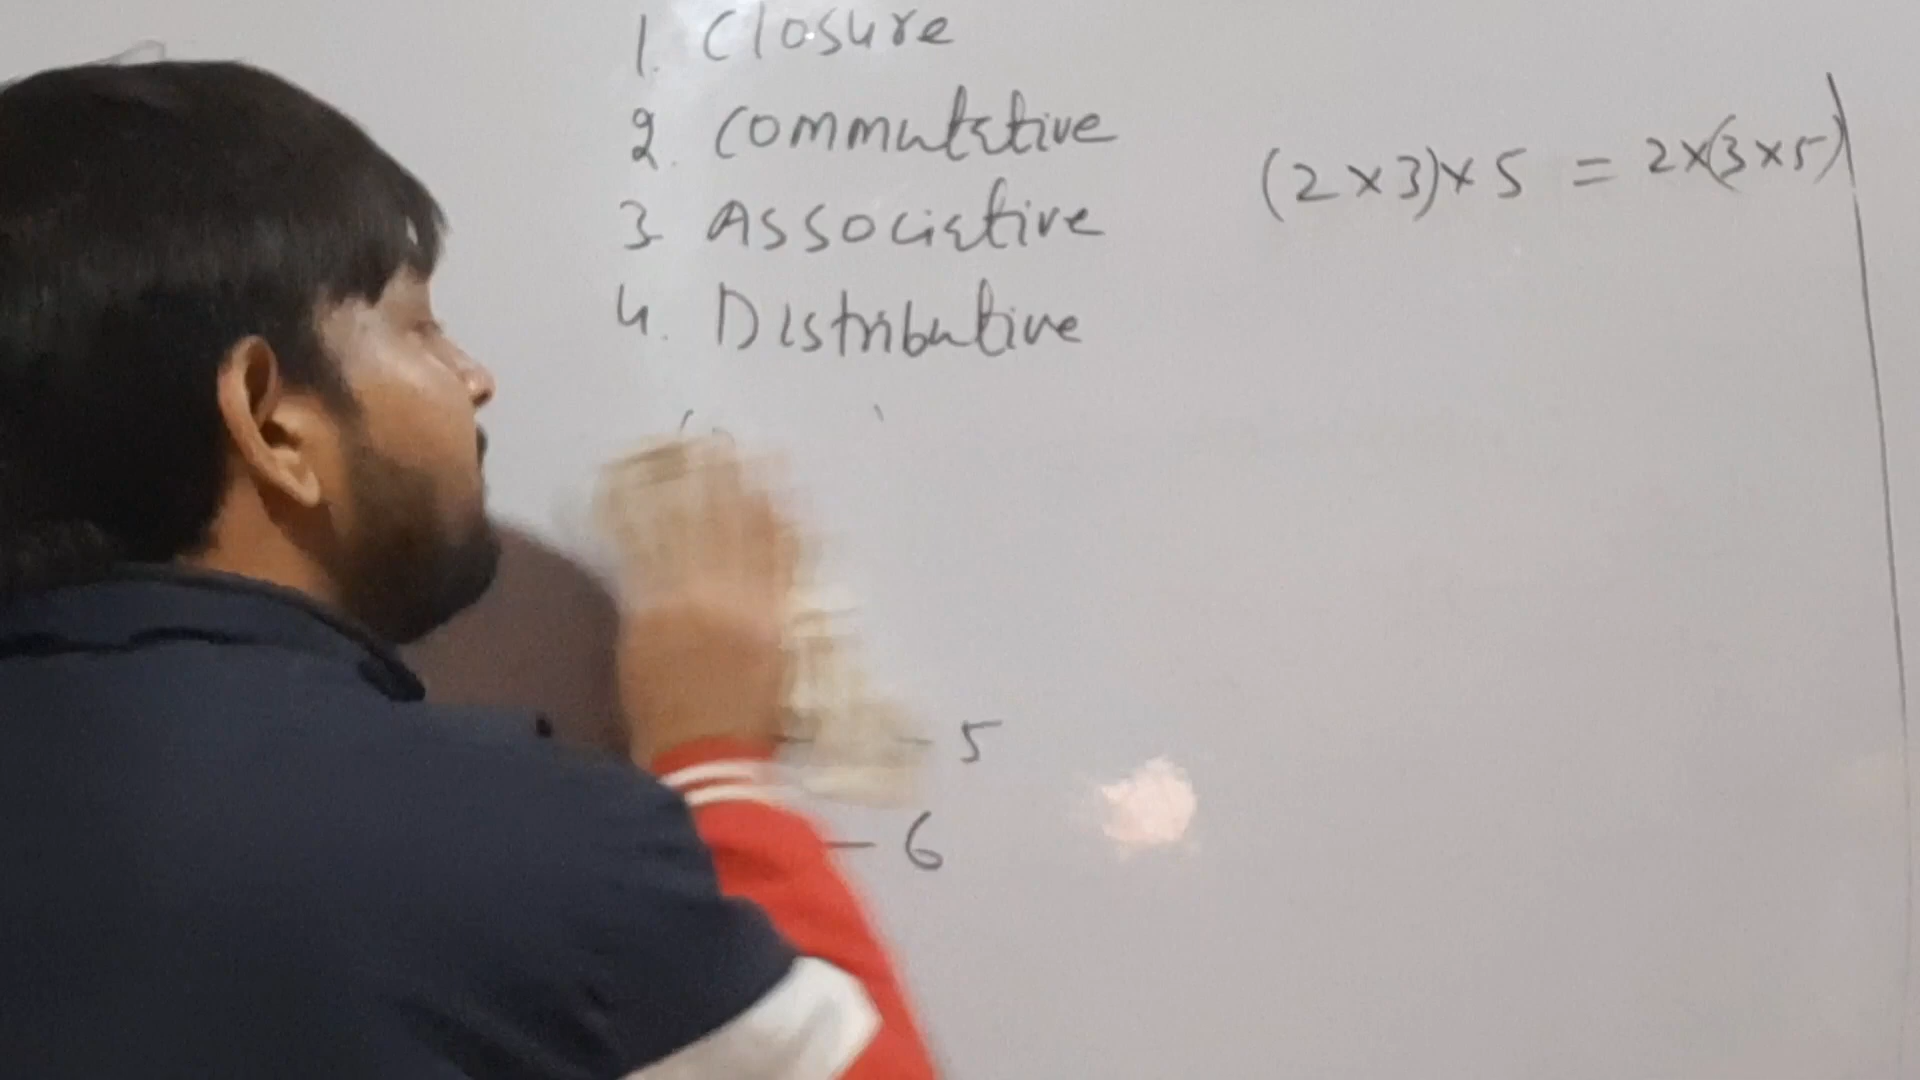 1. Closure
2. Commutative
3 Associative
4. Distributive
(2×3)×5 = 2×(3×5)
— 5
— 6